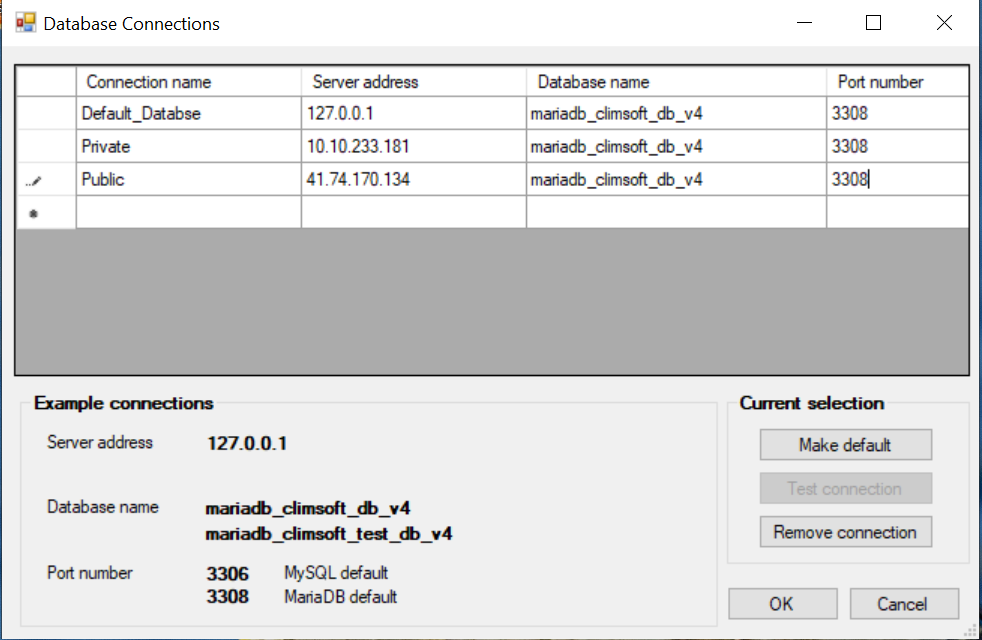 Database Connections
Connection name Server address Database name Port number
Default_Databse 127.0.0.1 mariadb_climsoft_db_v4 3308
Private 10.10.233.181 mariadb_climsoft_db_v4 3308
Public 41.74.170.134 mariadb_climsoft_db_v4 3308
Example connections
Server address 127.0.0.1
Database name mariadb_climsoft_db_v4
mariadb_climsoft_test_db_v4
Port number 3306 MySQL default
3308 MariaDB default
Current selection
Make default
Test connection
Remove connection
OK Cancel